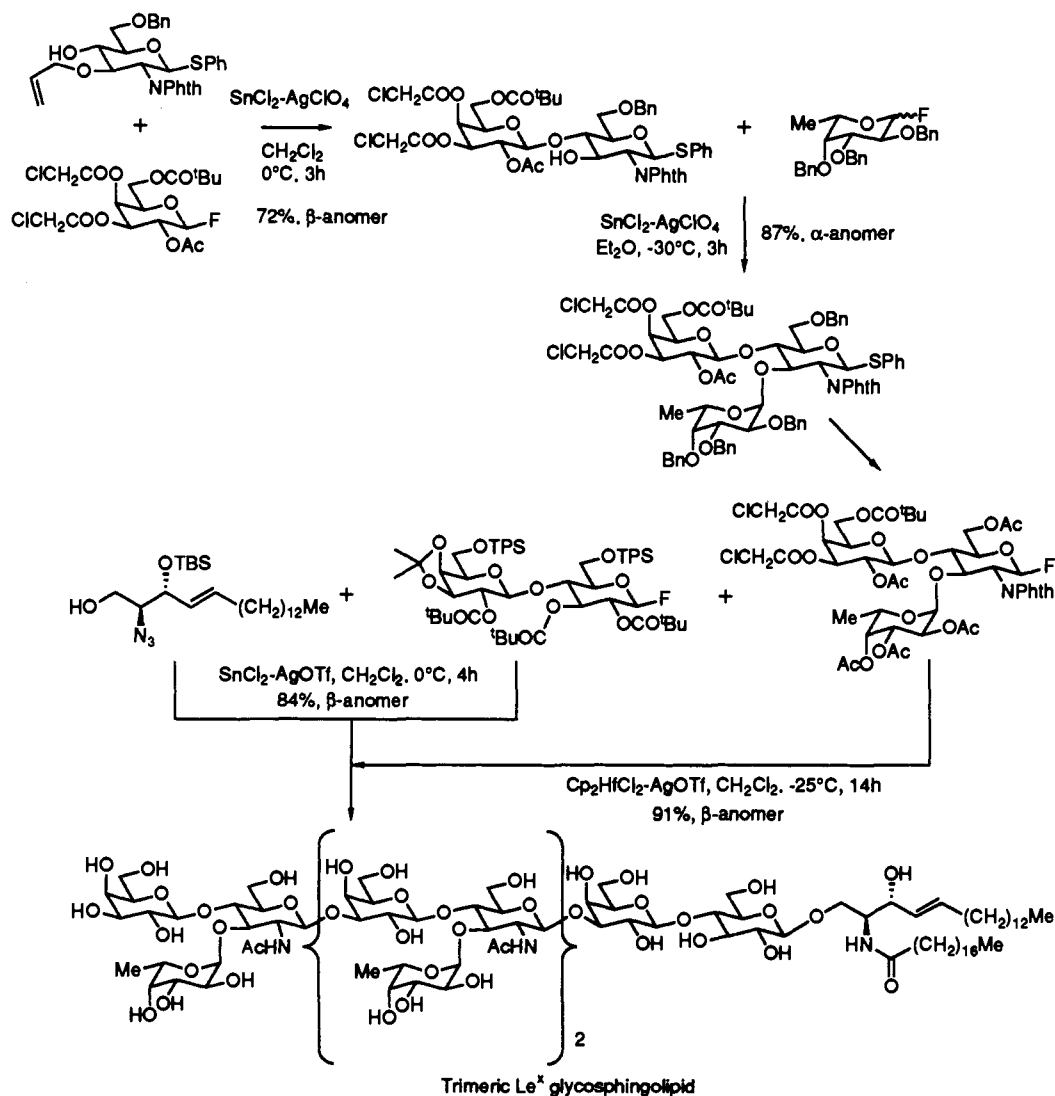 OBn
HO
O
SPh
O
NPhth
+
ClCH₂COO
OCOᵗBu
ClCH₂COO
O
F
OAc
SnCl₂-AgClO₄
CH₂Cl₂
0°C, 3h
72%, β-anomer
ClCH₂COO
OCOᵗBu
ClCH₂COO
O
OAc
O
OBn
O
HO
SPh
NPhth
+
Me
O
F
OBn
OBn
BnO
SnCl₂-AgClO₄
Et₂O, -30°C, 3h
87%, α-anomer
ClCH₂COO
OCOᵗBu
ClCH₂COO
O
OAc
O
OBn
O
SPh
O
NPhth
Me
O
OBn
OBn
BnO
OTBS
HO
N₃
(CH₂)₁₂Me
+
OTPS
O
O
O
ᵗBuOCO
O
OTPS
O
F
ᵗBuOCO
OCOᵗBu
+
ClCH₂COO
OCOᵗBu
ClCH₂COO
O
OAc
O
OAc
O
F
O
NPhth
Me
O
OAc
OAc
AcO
SnCl₂-AgOTf, CH₂Cl₂, 0°C, 4h
84%, β-anomer
Cp₂HfCl₂-AgOTf, CH₂Cl₂, -25°C, 14h
91%, β-anomer
OH
OH
O
HO
OH
O
OH
O
O
AcHN
Me
O
OH
OH
OH
O
OH
OH
O
OH
O
OH
O
O
AcHN
Me
O
OH
OH
OH
2
O
OH
OH
O
OH
O
HO
O
HO
OH
O
OH
(CH₂)₁₂Me
HN
(CH₂)₁₆Me
O
Trimeric Leˣ glycosphingolipid